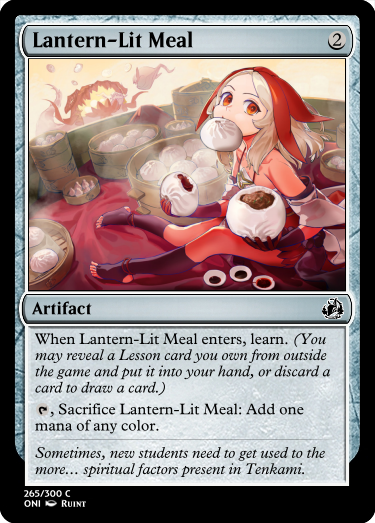 Lantern-Lit Meal 2
Artifact
When Lantern-Lit Meal enters, learn. (You
may reveal a Lesson card you own from outside
the game and put it into your hand, or discard a
card to draw a card.)
, Sacrifice Lantern-Lit Meal: Add one
mana of any color.
Sometimes, new students need to get used to the
more… spiritual factors present in Tenkami.
265/300 C
ONI Ruint